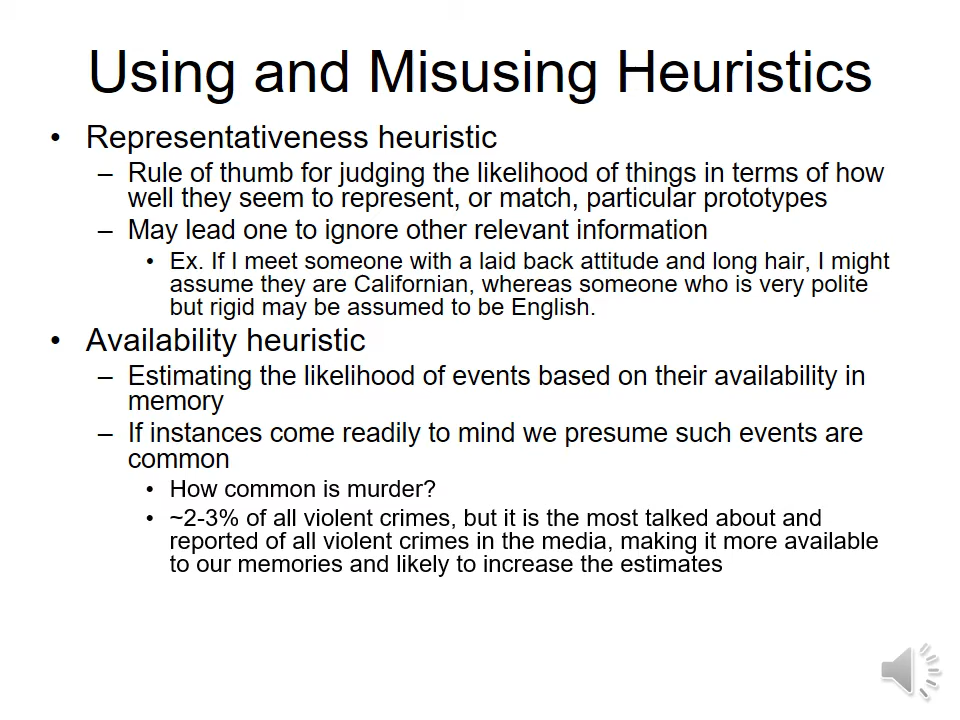 Using and Misusing Heuristics
• Representativeness heuristic
– Rule of thumb for judging the likelihood of things in terms of how
well they seem to represent, or match, particular prototypes
– May lead one to ignore other relevant information
• Ex. If I meet someone with a laid back attitude and long hair, I might
assume they are Californian, whereas someone who is very polite
but rigid may be assumed to be English.
• Availability heuristic
– Estimating the likelihood of events based on their availability in
memory
– If instances come readily to mind we presume such events are
common
• How common is murder?
• ~2-3% of all violent crimes, but it is the most talked about and
reported of all violent crimes in the media, making it more available
to our memories and likely to increase the estimates